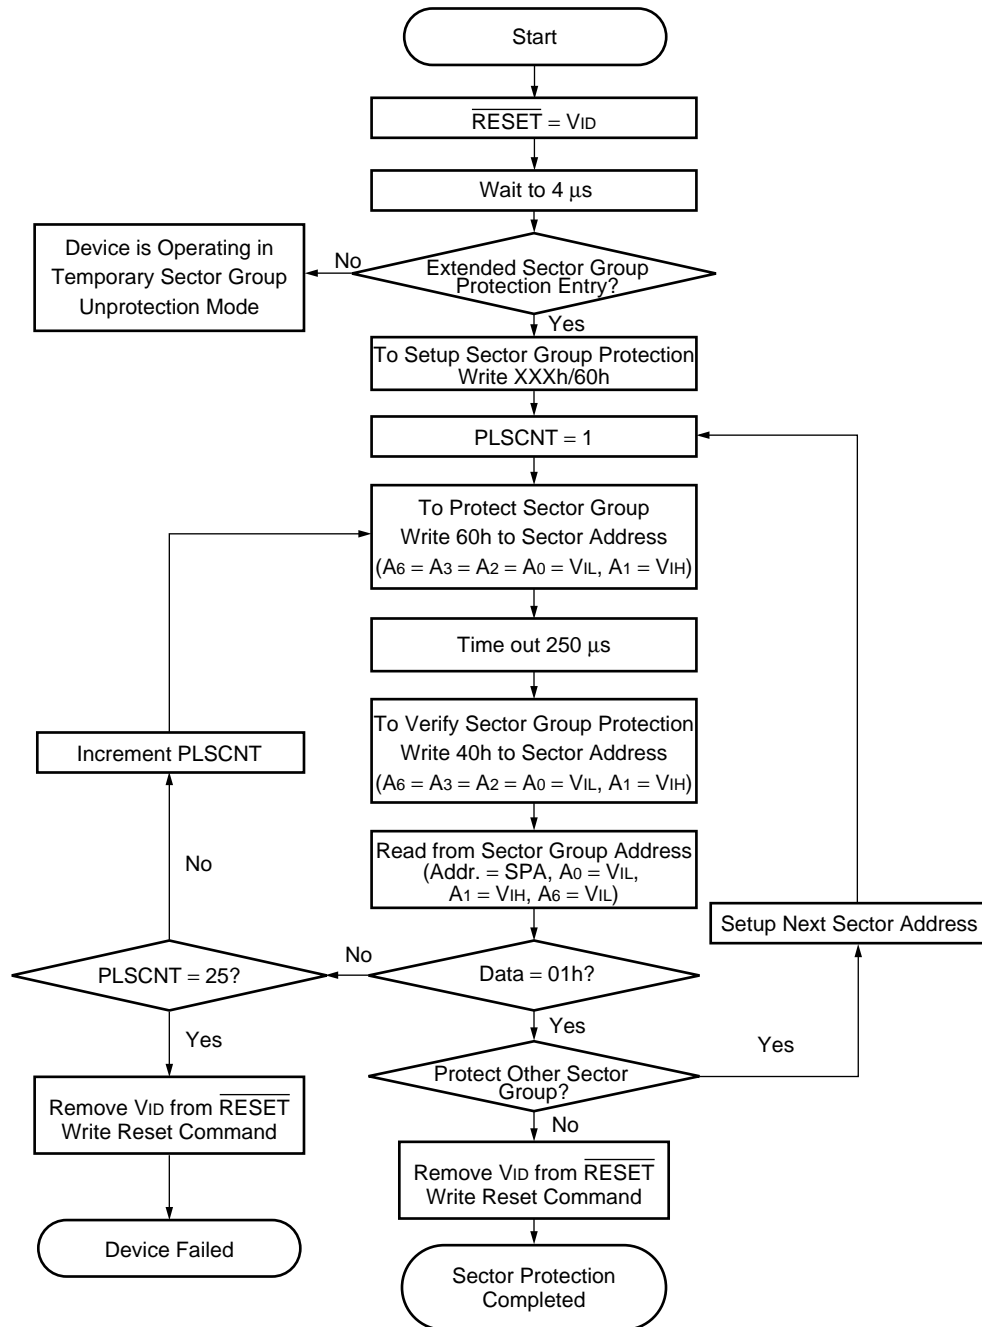 Start
RESET = VID
Wait to 4 μs
Device is Operating in
Temporary Sector Group
Unprotection Mode
No
Extended Sector Group
Protection Entry?
Yes
To Setup Sector Group Protection
Write XXXh/60h
PLSCNT = 1
To Protect Sector Group
Write 60h to Sector Address
(A6 = A3 = A2 = A0 = VIL, A1 = VIH)
Time out 250 μs
To Verify Sector Group Protection
Write 40h to Sector Address
(A6 = A3 = A2 = A0 = VIL, A1 = VIH)
Increment PLSCNT
Read from Sector Group Address
(Addr. = SPA, A0 = VIL,
A1 = VIH, A6 = VIL)
No
Setup Next Sector Address
PLSCNT = 25?
No
Data = 01h?
Yes
Yes
Yes
Protect Other Sector
Group?
Remove VID from RESET
Write Reset Command
No
Remove VID from RESET
Write Reset Command
Device Failed
Sector Protection
Completed